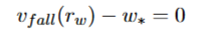 v_{fall}(r_w) − w_* = 0